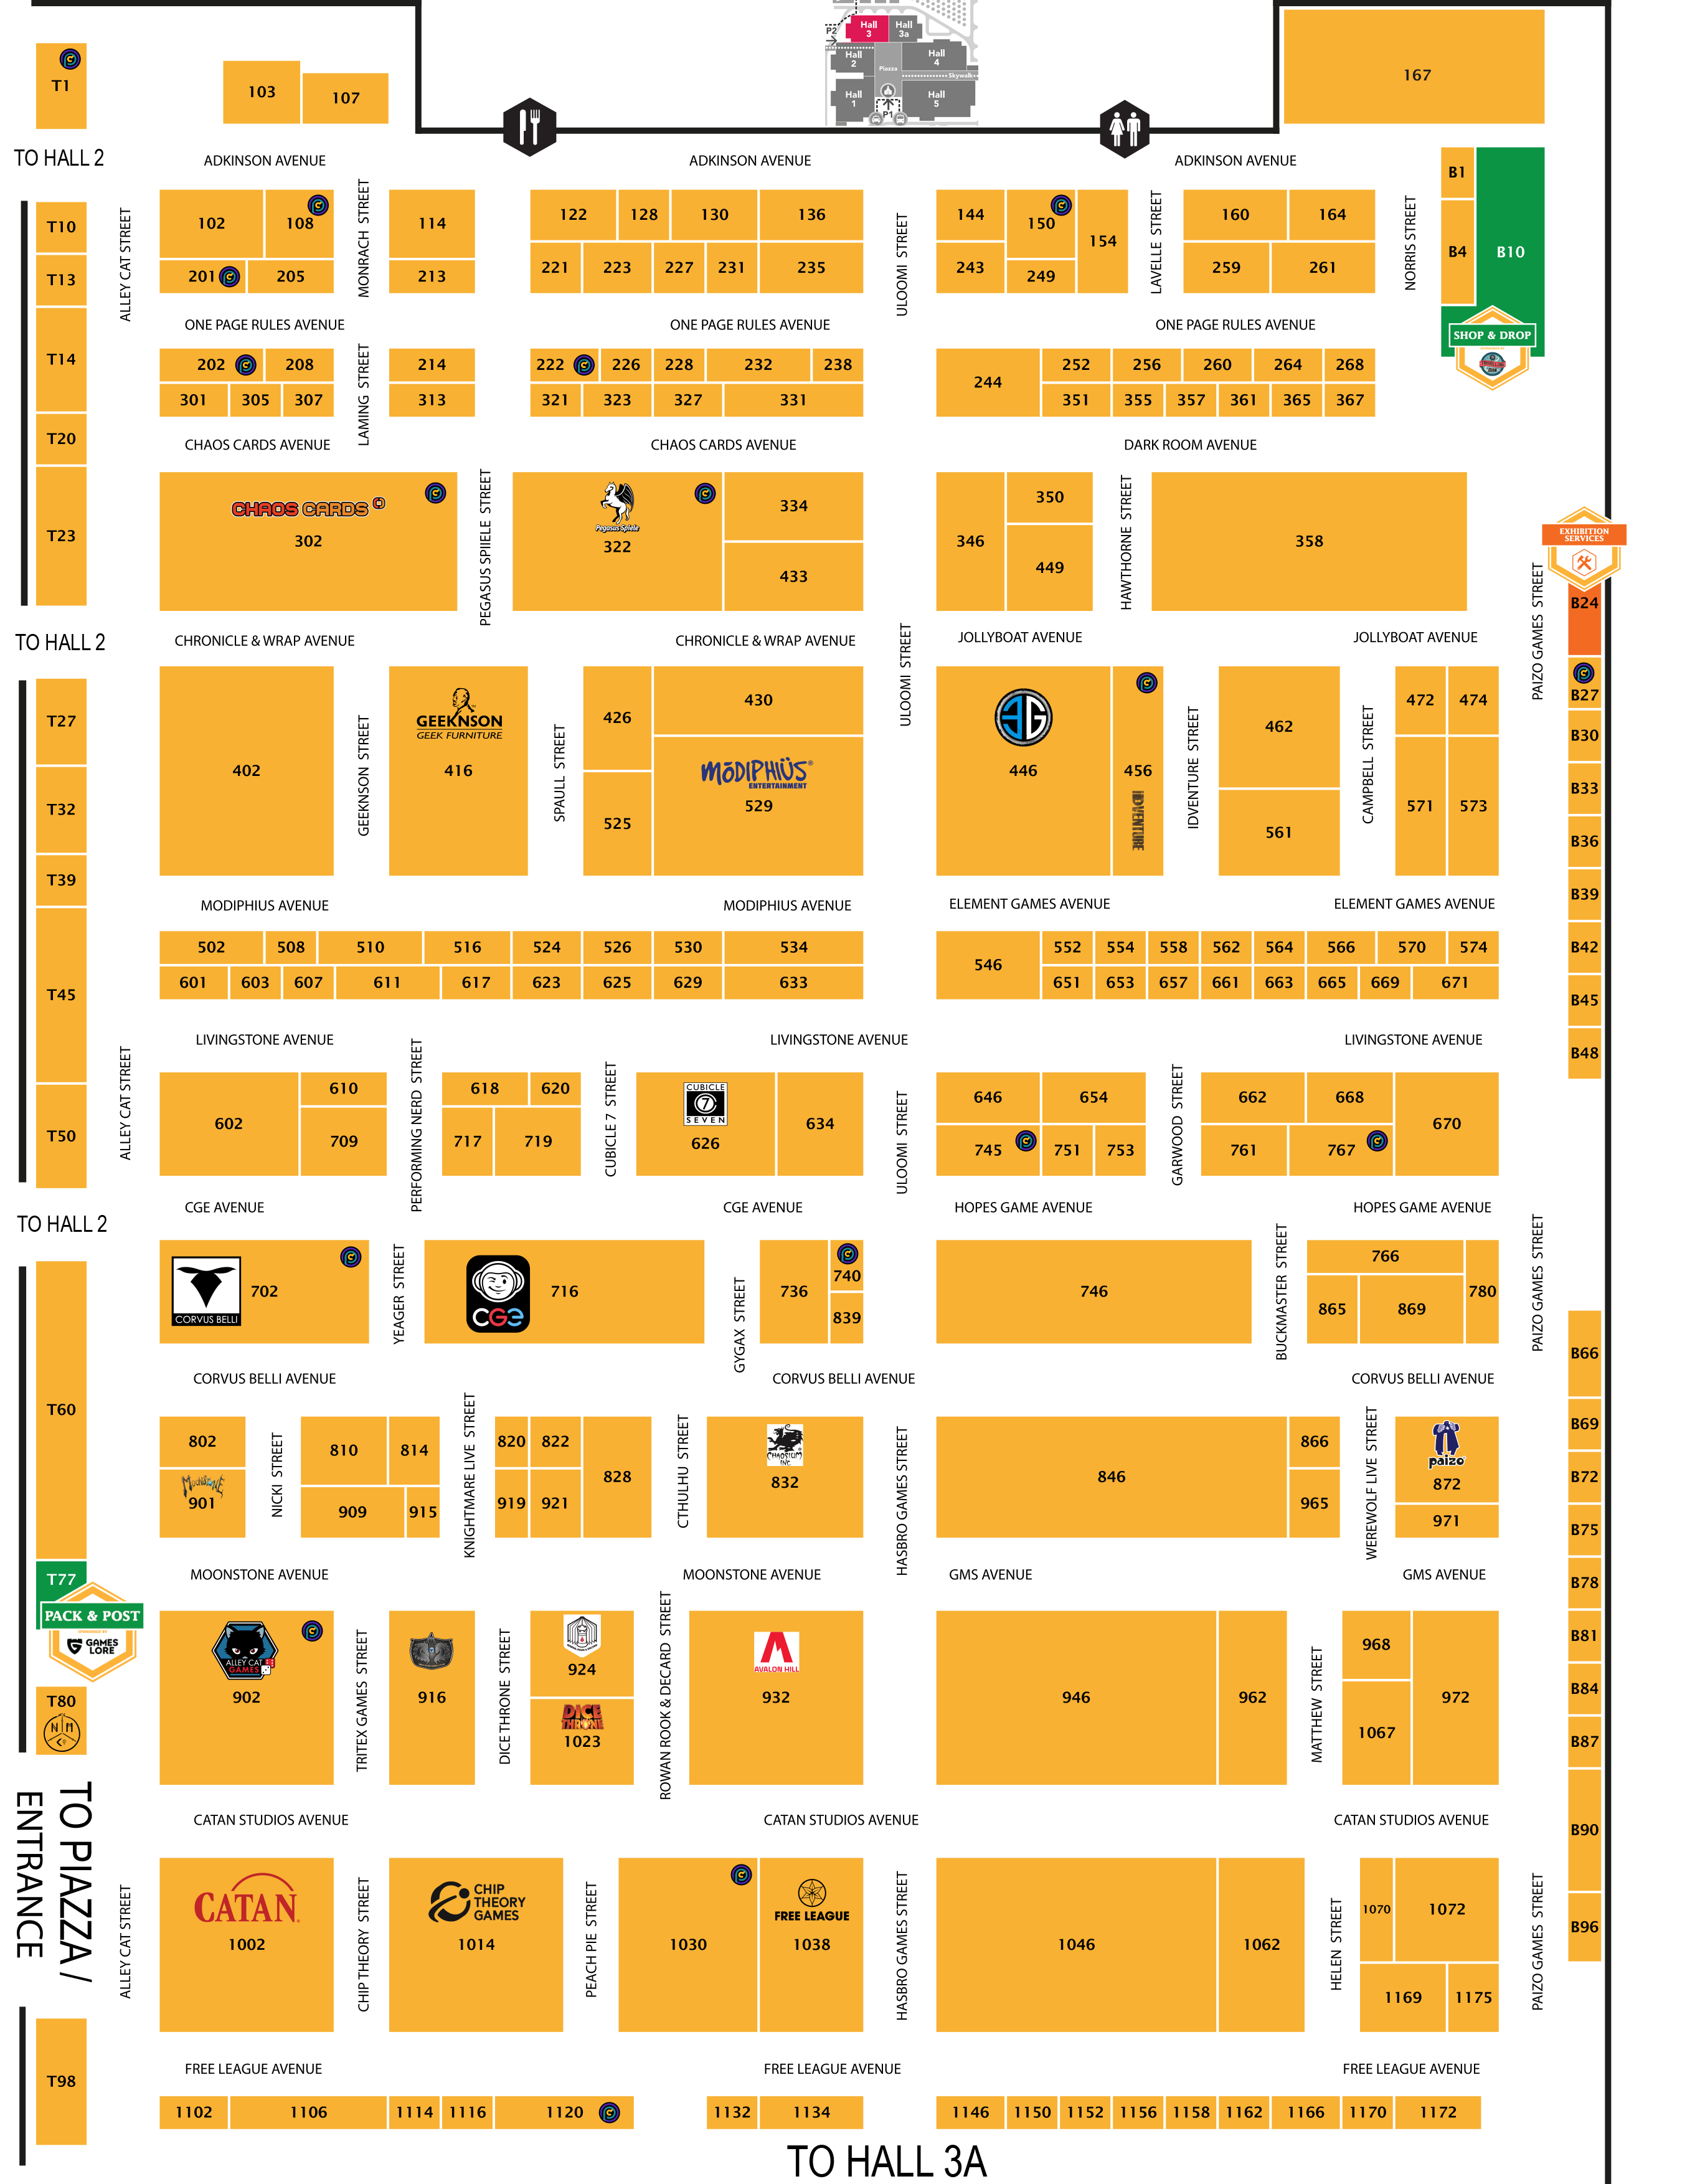 P2
Hall 3
Hall 3a
Hall 2
Hall 4
Piazza
Skywalk
Hall 1
Hall 5
P1
T1
103
107
167
TO HALL 2
ADKINSON AVENUE
ADKINSON AVENUE
ADKINSON AVENUE
T10
T13
T14
T20
T23
ALLEY CAT STREET
102
108
201
205
MONRACH STREET
114
213
122
128
130
136
221
223
227
231
235
ULOOMI STREET
144
150
154
243
249
LAVELLE STREET
160
164
259
261
NORRIS STREET
B1
B4
B10
SHOP & DROP
ONE PAGE RULES AVENUE
ONE PAGE RULES AVENUE
ONE PAGE RULES AVENUE
202
208
301
305
307
LAMING STREET
214
313
222
226
228
232
238
321
323
327
331
244
252
256
260
264
268
351
355
357
361
365
367
CHAOS CARDS AVENUE
CHAOS CARDS AVENUE
DARK ROOM AVENUE
CHAOS CARDS
302
PEGASUS SPIIELE STREET
Pegasus Spiele
322
334
433
346
350
449
HAWTHORNE STREET
358
EXHIBITION
SERVICES
B24
PAIZO GAMES STREET
TO HALL 2
CHRONICLE & WRAP AVENUE
CHRONICLE & WRAP AVENUE
ULOOMI STREET
JOLLYBOAT AVENUE
JOLLYBOAT AVENUE
T27
T32
T39
T45
T50
402
GEEKNSON STREET
GEEKNSON
GEEK FURNITURE
416
SPAULL STREET
426
525
430
MŌDIPHIÜS
ENTERTAINMENT
529
3G
446
456
IDVENTURE
IDVENTURE STREET
462
561
CAMPBELL STREET
472
474
571
573
B27
B30
B33
B36
B39
B42
B45
B48
MODIPHIUS AVENUE
MODIPHIUS AVENUE
ELEMENT GAMES AVENUE
ELEMENT GAMES AVENUE
502
508
510
516
524
526
530
534
601
603
607
611
617
623
625
629
633
546
552
554
558
562
564
566
570
574
651
653
657
661
663
665
669
671
LIVINGSTONE AVENUE
LIVINGSTONE AVENUE
LIVINGSTONE AVENUE
ALLEY CAT STREET
602
610
709
PERFORMING NERD STREET
618
620
717
719
CUBICLE 7 STREET
CUBICLE
7
SEVEN
626
634
ULOOMI STREET
646
654
745
751
753
GARWOOD STREET
662
668
670
761
767
TO HALL 2
CGE AVENUE
CGE AVENUE
HOPES GAME AVENUE
HOPES GAME AVENUE
CORVUS BELLI
702
YEAGER STREET
CGE
716
GYGAX STREET
736
740
839
746
BUCKMASTER STREET
766
780
865
869
PAIZO GAMES STREET
T60
T77
PACK & POST
GAMES
LORE
T80
N M
Co
CORVUS BELLI AVENUE
CORVUS BELLI AVENUE
CORVUS BELLI AVENUE
802
MOONSTONE
901
NICKI STREET
810
814
909
915
KNIGHTMARE LIVE STREET
820
822
828
919
921
CTHULHU STREET
CHAOSIUM
INC.
832
HASBRO GAMES STREET
846
866
965
WEREWOLF LIVE STREET
paizo
872
971
B66
B69
B72
B75
B78
B81
B84
B87
B90
B96
MOONSTONE AVENUE
MOONSTONE AVENUE
GMS AVENUE
GMS AVENUE
ALLEY CAT
GAMES
902
TRITEX GAMES STREET
916
DICE THRONE STREET
924
DICE
THRONE
1023
ROWAN ROOK & DECARD STREET
AVALON HILL
932
946
962
MATTHEW STREET
968
1067
972
TO PIAZZA /
ENTRANCE
CATAN STUDIOS AVENUE
CATAN STUDIOS AVENUE
CATAN STUDIOS AVENUE
ALLEY CAT STREET
CATAN
1002
CHIP THEORY STREET
CHIP
THEORY
GAMES
1014
PEACH PIE STREET
1030
FREE LEAGUE
1038
HASBRO GAMES STREET
1046
1062
HELEN STREET
1070
1072
1169
1175
PAIZO GAMES STREET
T98
FREE LEAGUE AVENUE
FREE LEAGUE AVENUE
FREE LEAGUE AVENUE
1102
1106
1114
1116
1120
1132
1134
1146
1150
1152
1156
1158
1162
1166
1170
1172
TO HALL 3A